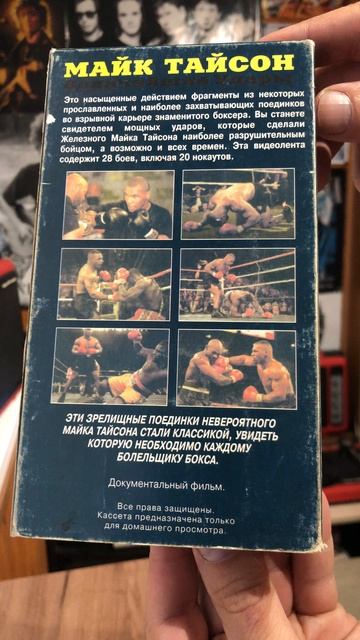 МАЙК ТАЙСОН
Это насыщенные действием фрагменты из некоторых
прославленных и наиболее захватывающих поединков
во взрывной карьере знаменитого боксера. Вы станете
свидетелем мощных ударов, которые сделали
Железного Майка Тайсона наиболее разрушительным
бойцом, а возможно и всех времен. Эта видеолента
содержит 28 боев, включая 20 нокаутов.
ЭТИ ЗРЕЛИЩНЫЕ ПОЕДИНКИ НЕВЕРОЯТНОГО
МАЙКА ТАЙСОНА СТАЛИ КЛАССИКОЙ, УВИДЕТЬ
КОТОРУЮ НЕОБХОДИМО КАЖДОМУ
БОЛЕЛЬЩИКУ БОКСА.
Документальный фильм.
Все права защищены.
Кассета предназначена только
для домашнего просмотра.